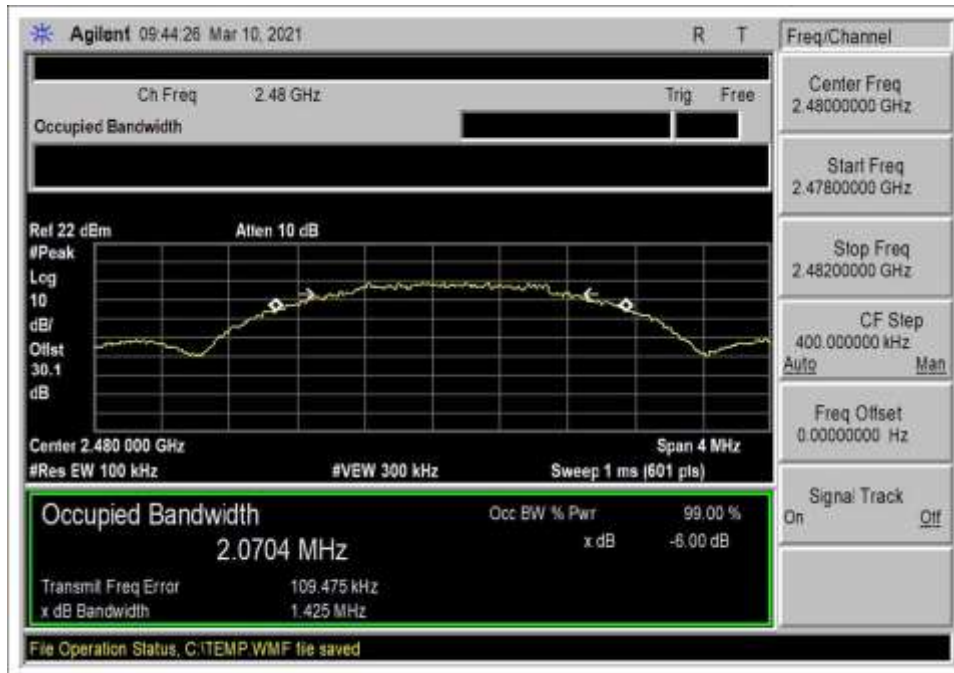 Agilent 09:44:26 Mar 10, 2021 R T
Freq/Channel
Ch Freq 2.48 GHz Trig Free
Occupied Bandwidth
Center Freq
2.48000000 GHz
Start Freq
2.47800000 GHz
Stop Freq
2.48200000 GHz
CF Step
400.000000 kHz
Auto Man
Freq Offset
0.00000000 Hz
Signal Track
On Off
Ref 22 dBm Atten 10 dB
#Peak
Log
10
dB/
Offst
30.1
dB
Center 2.480 000 GHz Span 4 MHz
#Res BW 100 kHz #VBW 300 kHz Sweep 1 ms (601 pts)
Occupied Bandwidth Occ BW % Pwr 99.00 %
2.0704 MHz x dB -6.00 dB
Transmit Freq Error 109.475 kHz
x dB Bandwidth 1.425 MHz
File Operation Status, C:\TEMP.WMF file saved